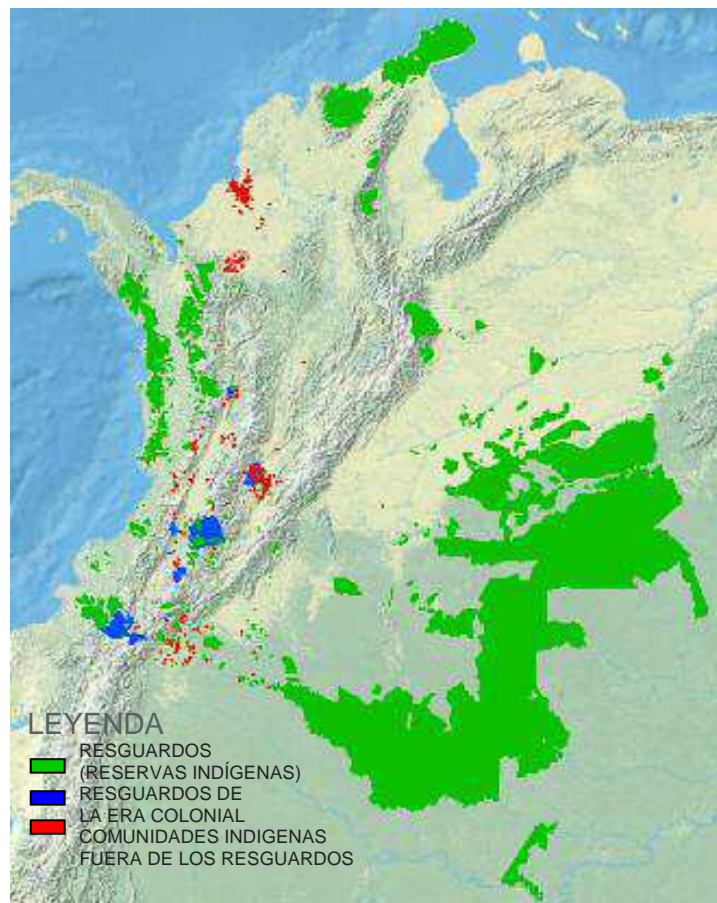 LEYENDA
RESGUARDOS
(RESERVAS INDÍGENAS)
RESGUARDOS DE
LA ERA COLONIAL
COMUNIDADES INDIGENAS
FUERA DE LOS RESGUARDOS